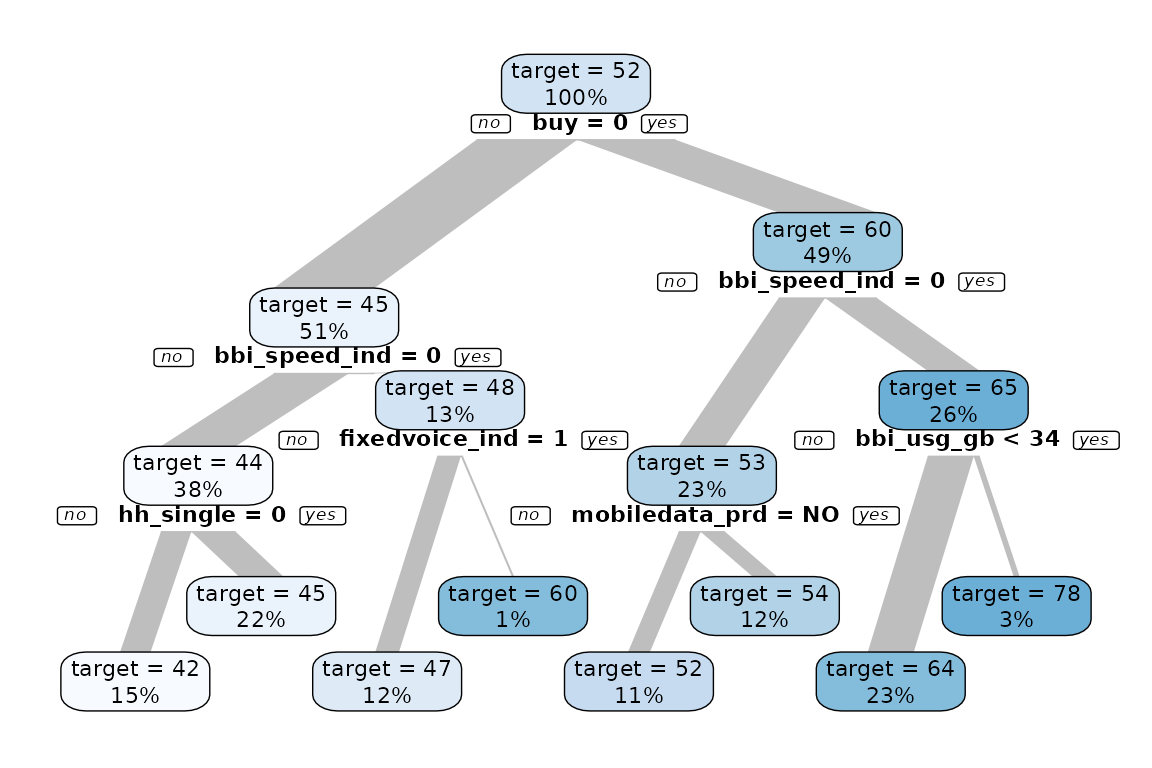 target = 52
100%
no buy = 0 yes
target = 60
49%
no bbi_speed_ind = 0 yes
target = 45
51%
no bbi_speed_ind = 0 yes
target = 48
13%
no fixedvoice_ind = 1 yes
target = 65
26%
no bbi_usg_gb < 34 yes
target = 44
38%
no hh_single = 0 yes
target = 53
23%
no mobiledata_prd = NO yes
target = 45
22%
target = 60
1%
target = 54
12%
target = 78
3%
target = 42
15%
target = 47
12%
target = 52
11%
target = 64
23%